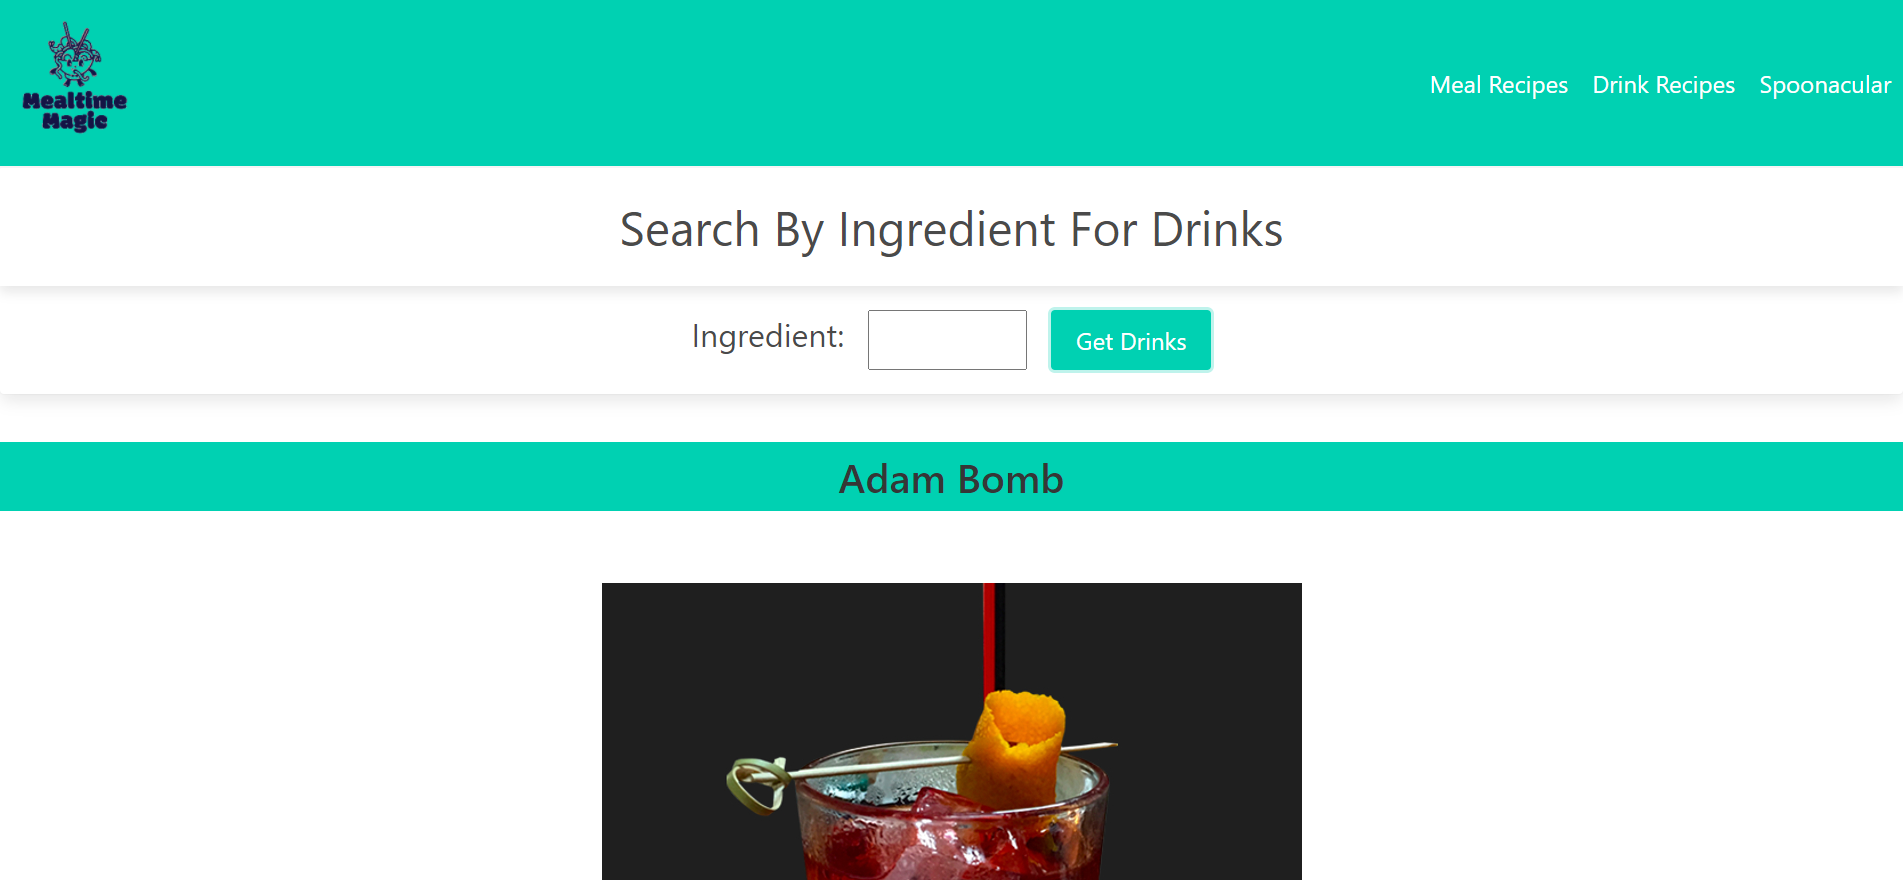 Mealtime
Magic
Meal Recipes Drink Recipes Spoonacular
Search By Ingredient For Drinks
Ingredient: Get Drinks
Adam Bomb